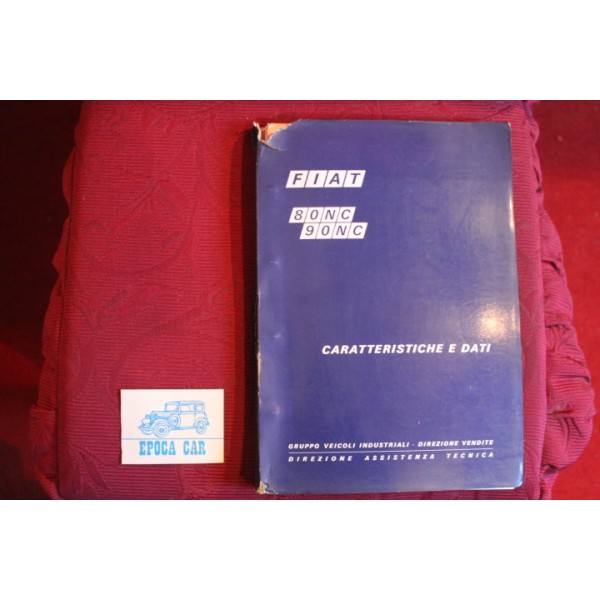 FIAT
80NC
90NC
CARATTERISTICHE E DATI
GRUPPO VEICOLI INDUSTRIALI - DIREZIONE VENDITE
DIREZIONE ASSISTENZA TECNICA
EPOCA CAR